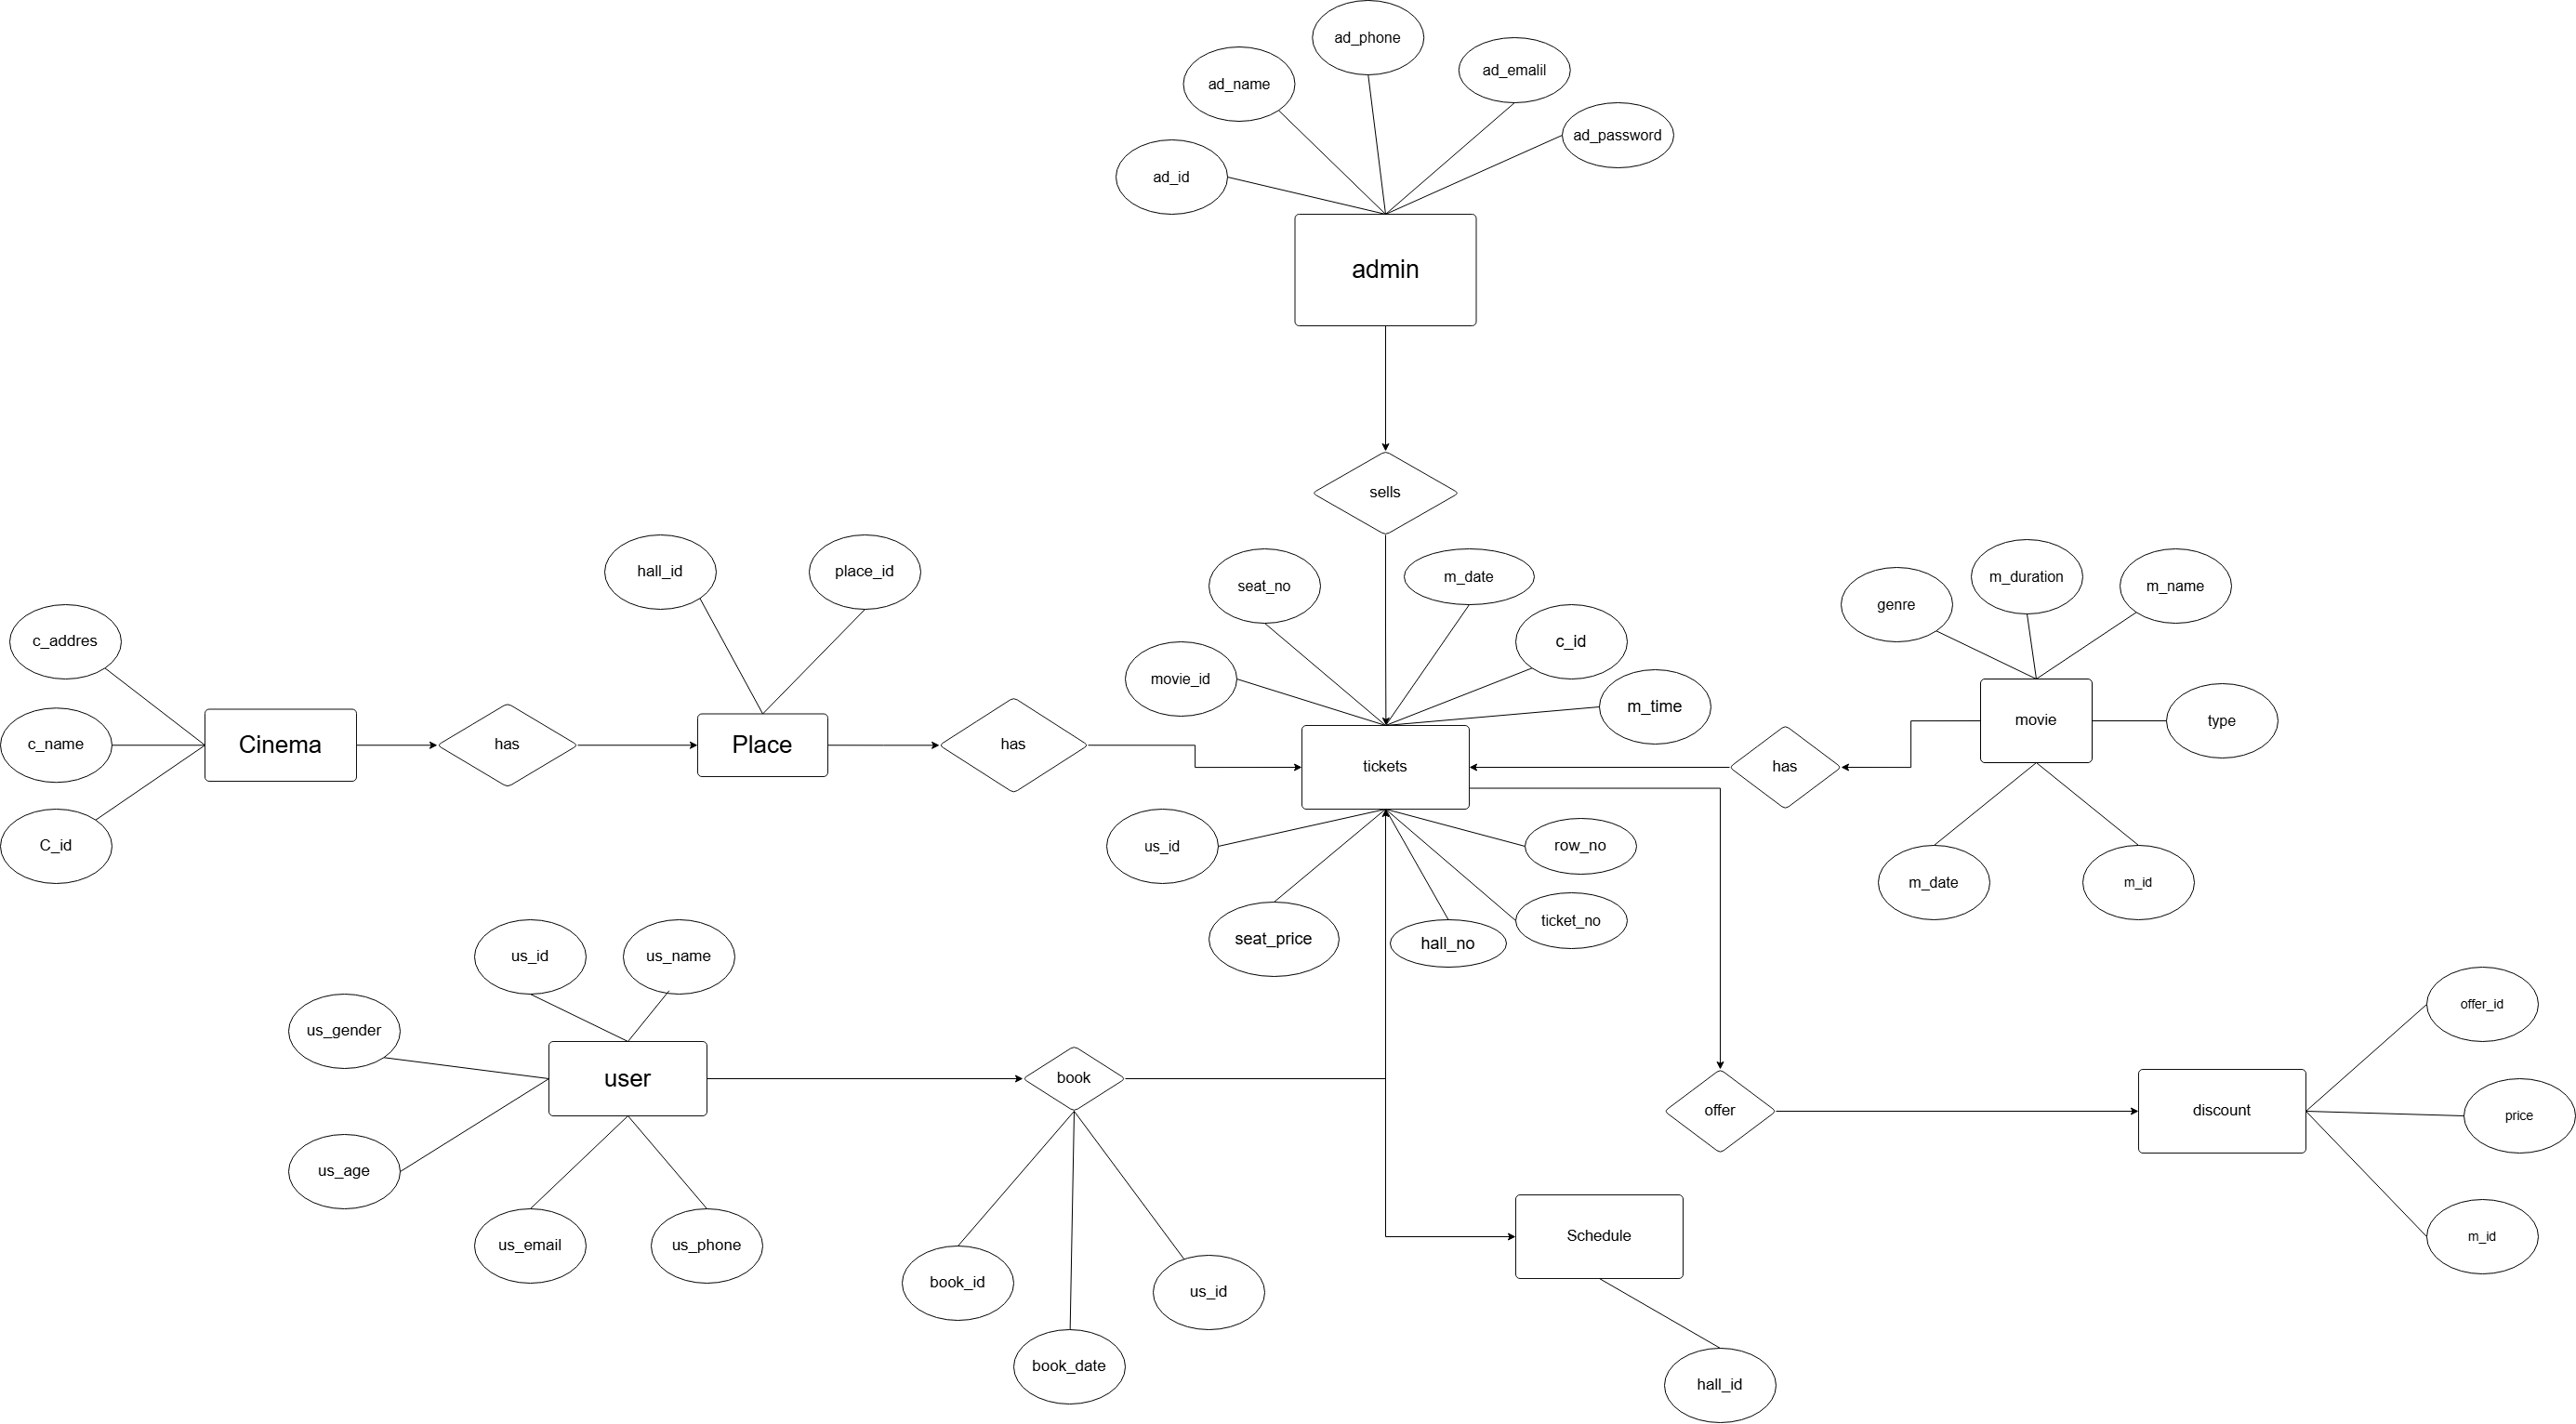 ad_phone
ad_emalil
ad_name
ad_password
ad_id
admin
sells
hall_id
place_id
seat_no
m_date
genre
m_duration
m_name
c_addres
c_id
movie_id
m_time
type
movie
c_name
Cinema
has
Place
has
tickets
has
C_id
us_id
row_no
m_date
m_id
ticket_no
seat_price
hall_no
us_id
us_name
offer_id
us_gender
user
book
offer
discount
price
us_age
us_email
us_phone
Schedule
m_id
book_id
us_id
book_date
hall_id